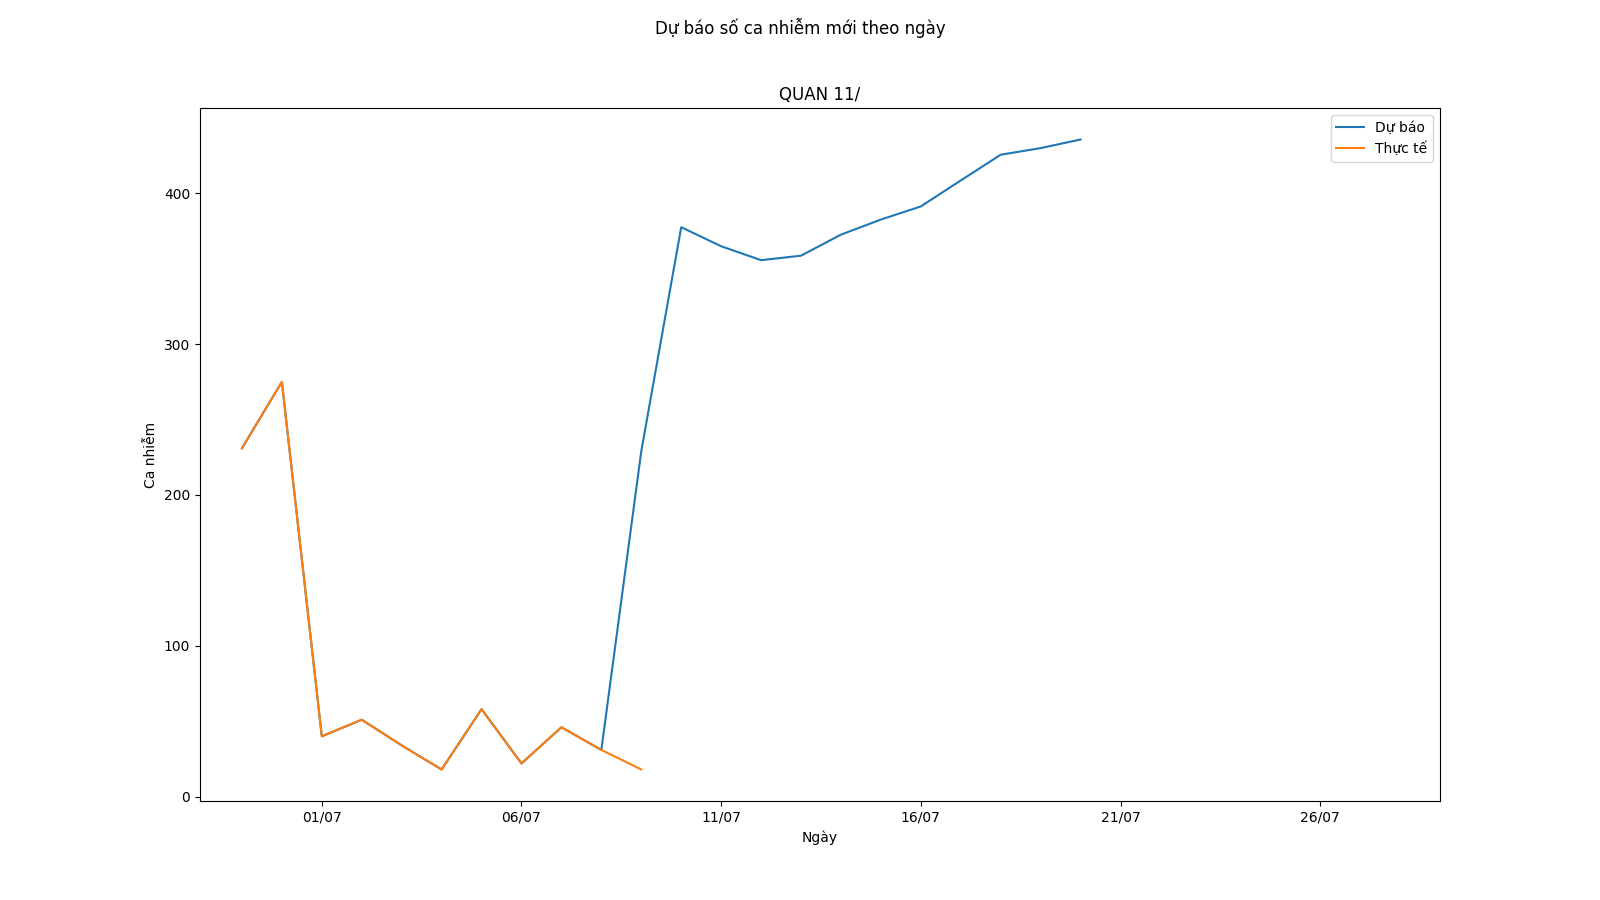 Dự báo số ca nhiễm mới theo ngày
QUAN 11/
Dự báo
Thực tế
400
300
200
100
0
Ca nhiễm
01/07
06/07
11/07
16/07
21/07
26/07
Ngày